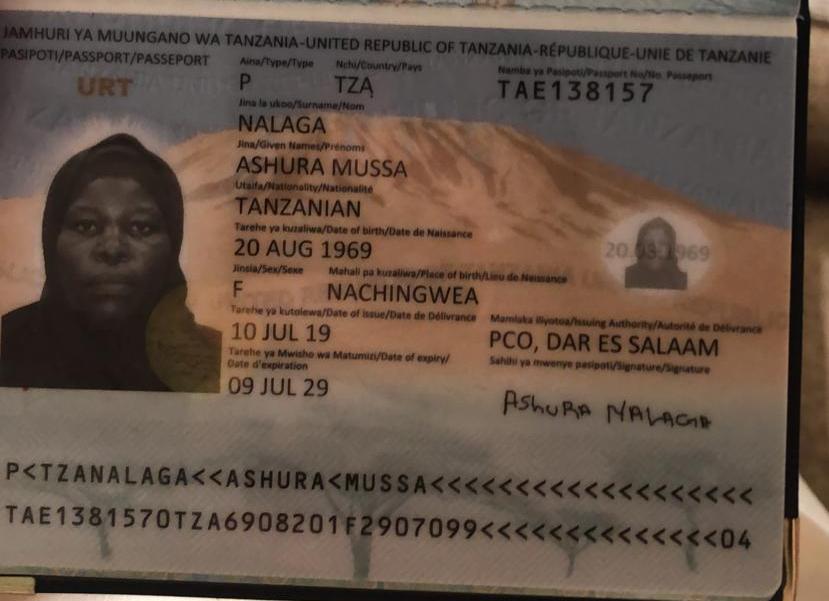 JAMHURI YA MUUNGANO WA TANZANIA-UNITED REPUBLIC OF TANZANIA-RÉPUBLIQUE-UNIE DE TANZANIE
PASIPOTI/PASSPORT/PASSEPORT
URT
Aina/Type/Type Nchi/Country/Pays Namba ya Pasipoti/Passport No/No. Passeport
P TZA TAE138157
Jina la ukoo/Surname/Nom
NALAGA
Jina/Given Names/Prénoms
ASHURA MUSSA
Utaifa/Nationality/Nationalité
TANZANIAN
Tarehe ya kuzaliwa/Date of birth/Date de Naissance
20 AUG 1969
Jinsia/Sex/Sexe Mahali pa kuzaliwa/Place of birth/Lieu de Naissance
F NACHINGWEA
Tarehe ya kutolewa/Date of issue/Date de Délivrance Mamlaka iliyotoa/Issuing Authority/Autorité de Délivrance
10 JUL 19 PCO, DAR ES SALAAM
Tarehe ya Mwisho wa Matumizi/Date of expiry/ Sahihi ya mwenye pasipoti/Signature/Signature
Date d'expiration
09 JUL 29
ASHURA NALAGA
P<TZANALAGA<<ASHURA<MUSSA<<<<<<<<<<<<<<<<<<<
TAE1381570TZA6908201F2907099<<<<<<<<<<<<<<04